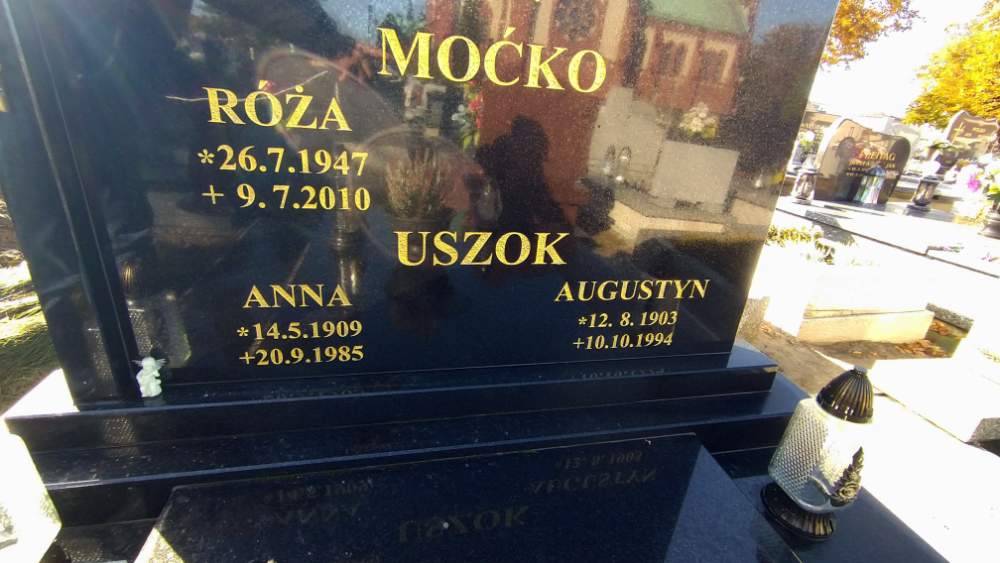 MOĆKO
RÓŻA
*26.7.1947
+ 9.7.2010
USZOK
ANNA
*14.5.1909
+20.9.1985
AUGUSTYN
*12. 8. 1903
+10.10.1994
FREITAG